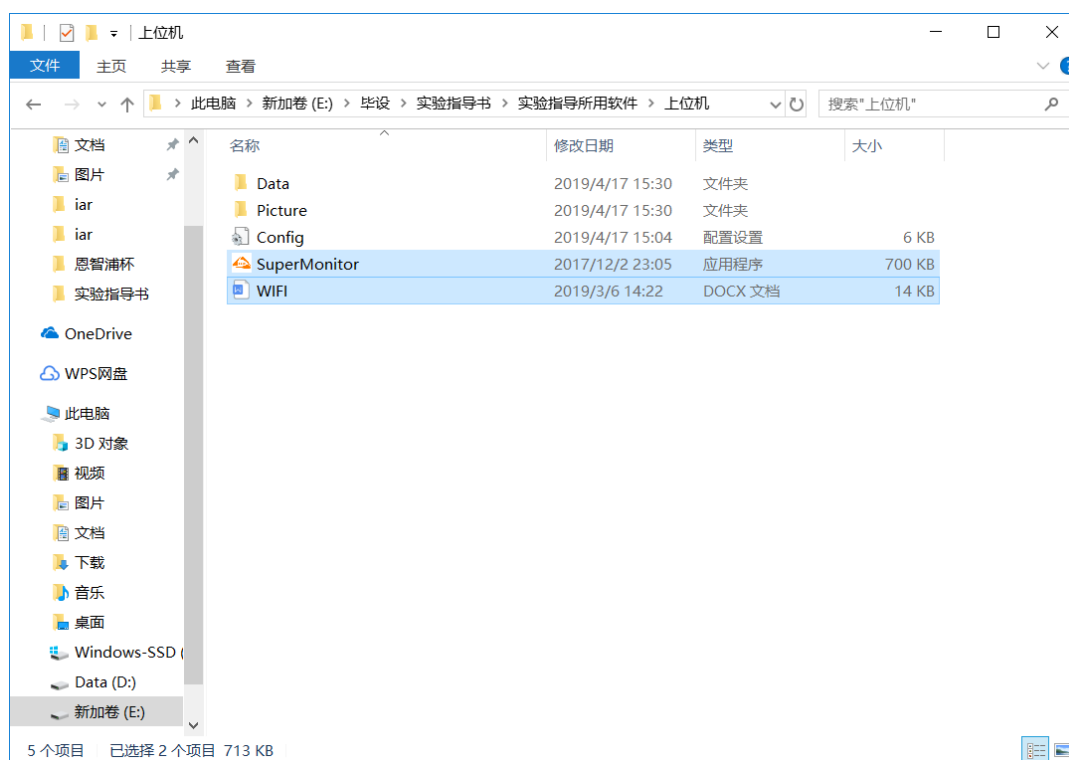 上位机
文件 主页 共享 查看
此电脑 > 新加卷 (E:) > 毕设 > 实验指导书 > 实验指导所用软件 > 上位机 搜索"上位机"
名称 修改日期 类型 大小
文档
图片
iar
iar
恩智浦杯
实验指导书
OneDrive
WPS网盘
此电脑
3D 对象
视频
图片
文档
下载
音乐
桌面
Windows-SSD (
Data (D:)
新加卷 (E:)
Data 2019/4/17 15:30 文件夹
Picture 2019/4/17 15:30 文件夹
Config 2019/4/17 15:04 配置设置 6 KB
SuperMonitor 2017/12/2 23:05 应用程序 700 KB
WIFI 2019/3/6 14:22 DOCX 文档 14 KB
5 个项目 已选择 2 个项目 713 KB